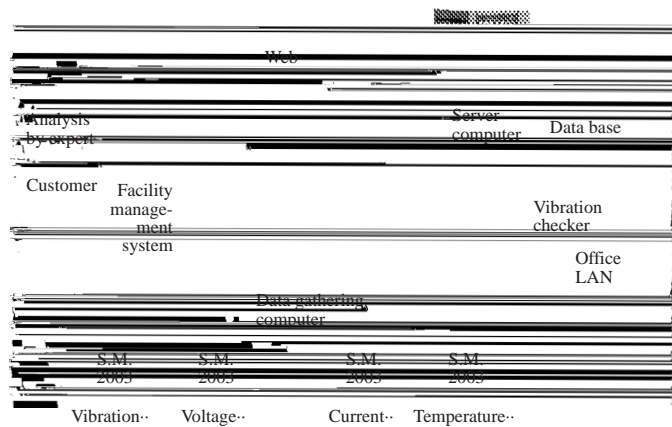 Web
Analysis
by expert
Server
computer
Data base
Customer
Facility
manage-
ment
system
Vibration
checker
Office
LAN
Data gathering
computer
S.M.
2003
S.M.
2003
S.M.
2003
S.M.
2003
Vibration··
Voltage··
Current··
Temperature··